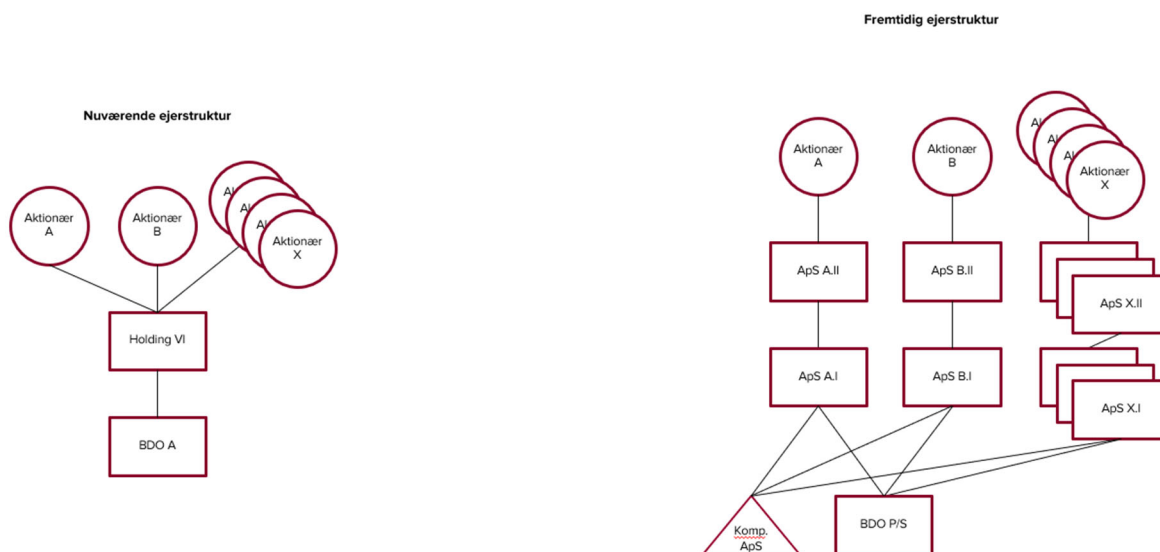 Fremtidig ejerstruktur
Nuværende ejerstruktur
Aktionær
A
Aktionær
B
Aktionær
X
Holding VI
BDO A
Aktionær
A
Aktionær
B
Aktionær
X
ApS A.II
ApS B.II
ApS X.II
ApS A.I
ApS B.I
ApS X.I
Komp.
ApS
BDO P/S